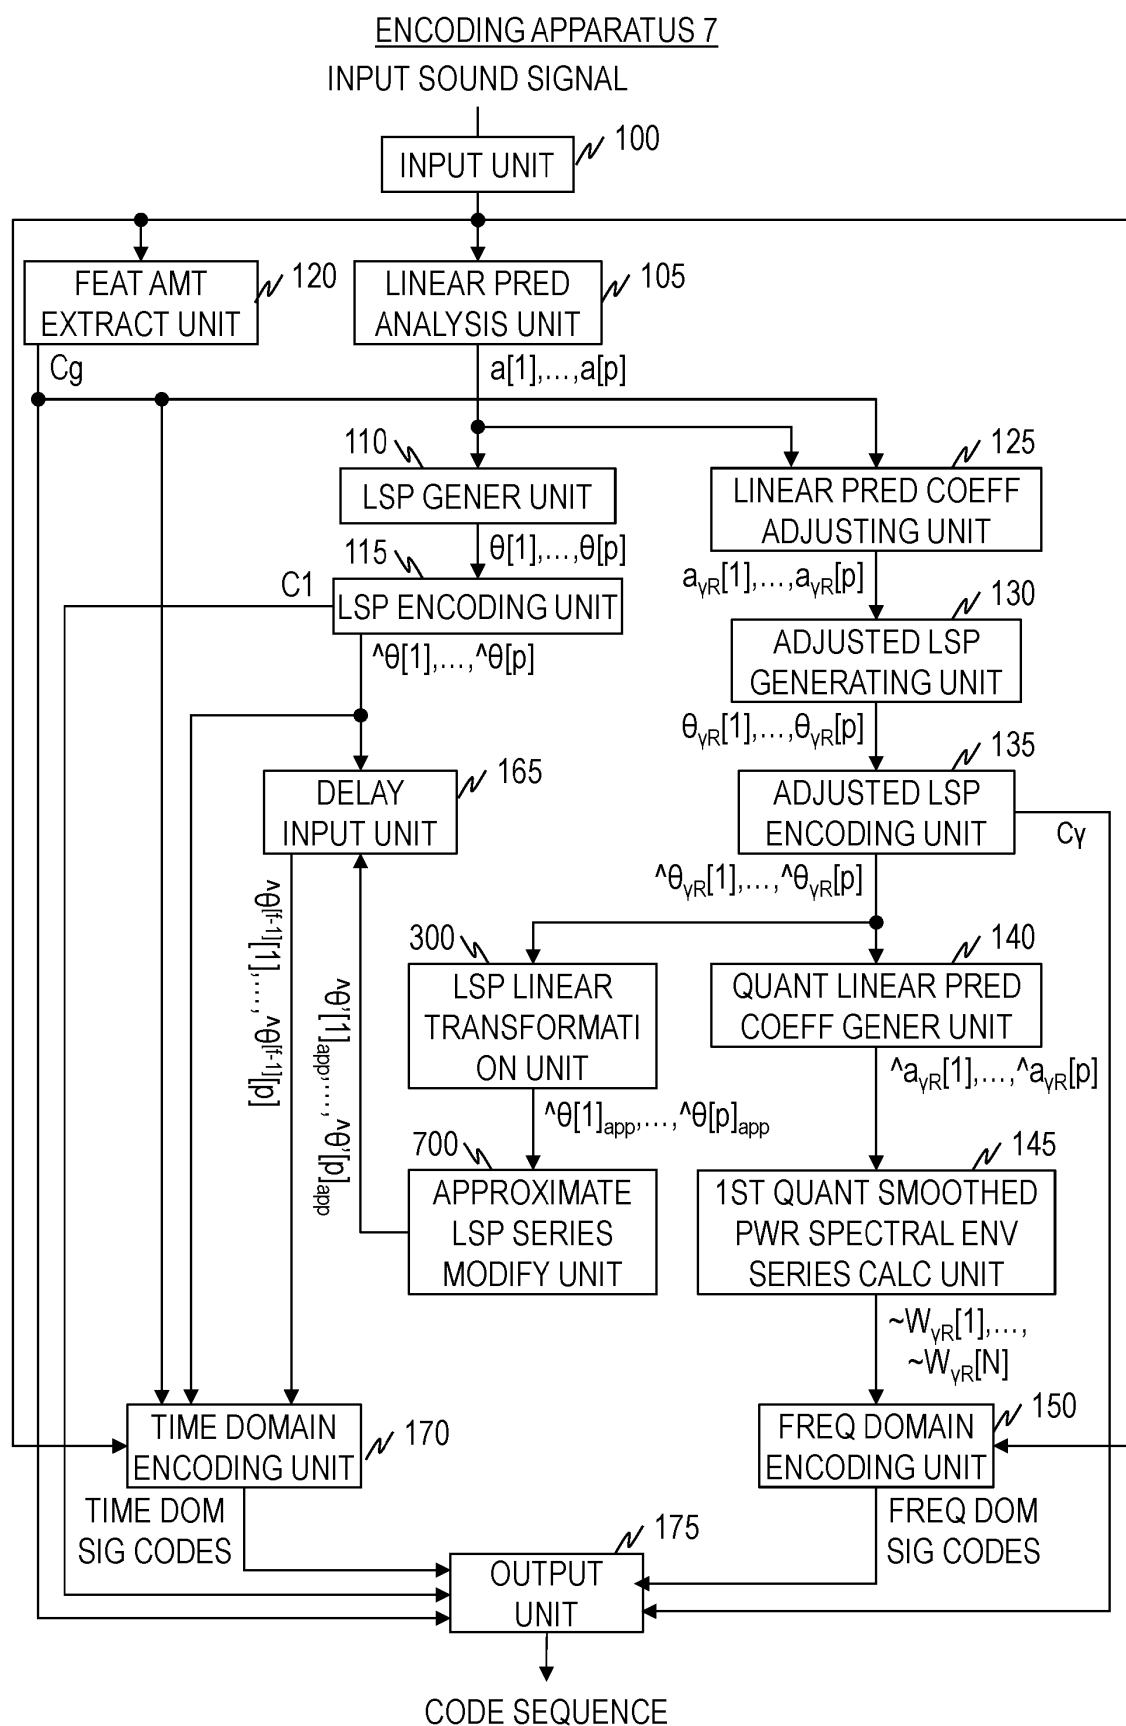 ENCODING APPARATUS 7
INPUT SOUND SIGNAL
INPUT UNIT
100
FEAT AMT
EXTRACT UNIT
120
LINEAR PRED
ANALYSIS UNIT
105
Cg
a[1],...,a[p]
110
LSP GENER UNIT
125
LINEAR PRED COEFF
ADJUSTING UNIT
θ[1],...,θ[p]
115
C1
LSP ENCODING UNIT
aγR[1],...,aγR[p]
130
ADJUSTED LSP
GENERATING UNIT
^θ[1],...,^θ[p]
θγR[1],...,θγR[p]
135
165
DELAY
INPUT UNIT
ADJUSTED LSP
ENCODING UNIT
Cγ
^θγR[1],...,^θγR[p]
^θ[f-1][1],..., ^θ[f-1][p]
^θ'[1]app,..., ^θ'[p]app
300
LSP LINEAR
TRANSFORMATI
ON UNIT
140
QUANT LINEAR PRED
COEFF GENER UNIT
^aγR[1],...,^aγR[p]
^θ[1]app,...,^θ[p]app
700
APPROXIMATE
LSP SERIES
MODIFY UNIT
145
1ST QUANT SMOOTHED
PWR SPECTRAL ENV
SERIES CALC UNIT
~WγR[1],...,
~WγR[N]
TIME DOMAIN
ENCODING UNIT
170
FREQ DOMAIN
ENCODING UNIT
150
TIME DOM
SIG CODES
FREQ DOM
SIG CODES
175
OUTPUT
UNIT
CODE SEQUENCE